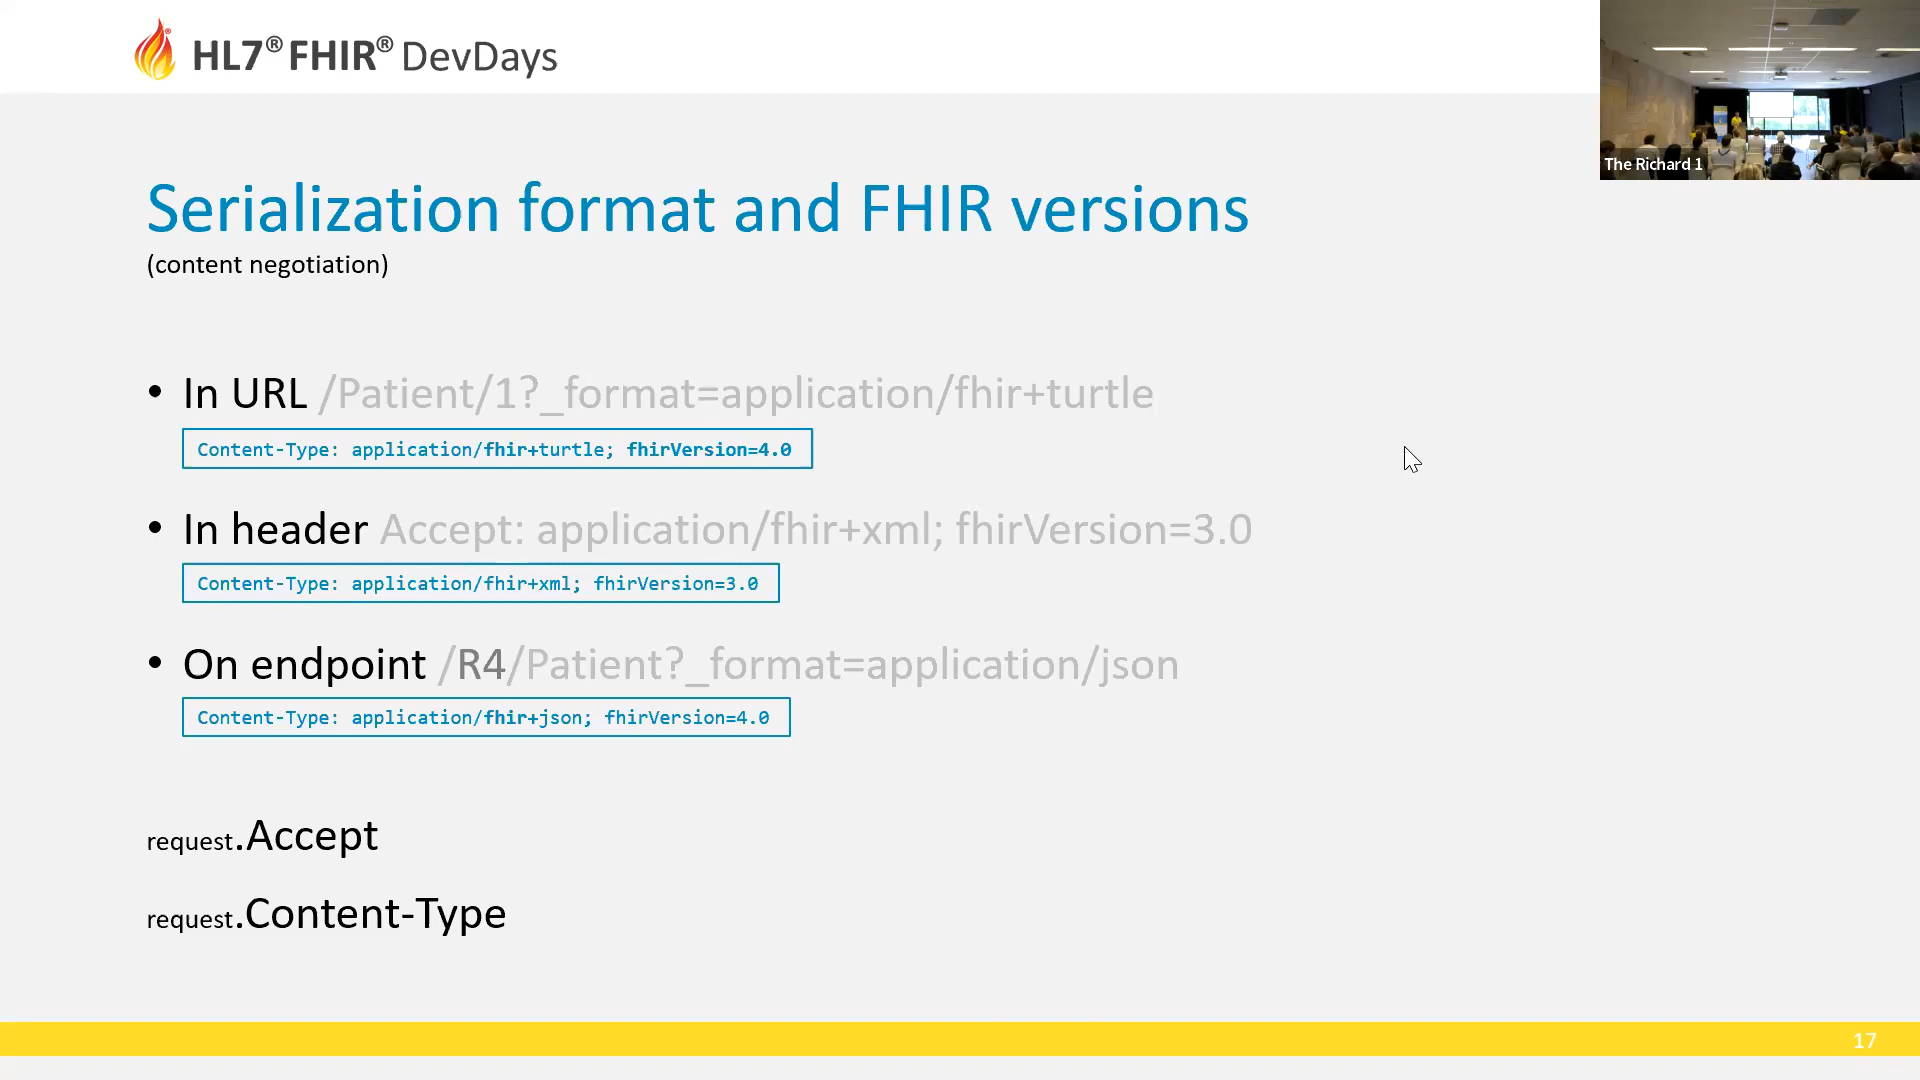 HL7® FHIR® DevDays
The Richard 1
Serialization format and FHIR versions
(content negotiation)
• In URL /Patient/1?_format=application/fhir+turtle
Content-Type: application/fhir+turtle; fhirVersion=4.0
• In header Accept: application/fhir+xml; fhirVersion=3.0
Content-Type: application/fhir+xml; fhirVersion=3.0
• On endpoint /R4/Patient?_format=application/json
Content-Type: application/fhir+json; fhirVersion=4.0
request.Accept
request.Content-Type
17